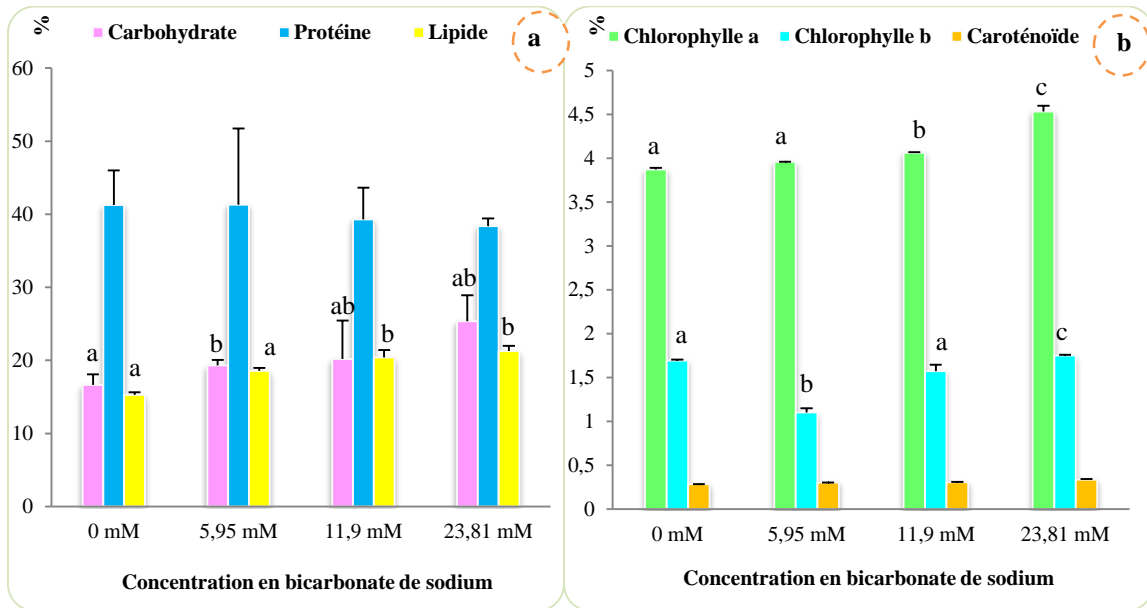 %
Carbohydrate Protéine Lipide
a
60
50
40
30
20
10
0
a
a
b
a
ab
b
ab
b
0 mM 5,95 mM 11,9 mM 23,81 mM
Concentration en bicarbonate de sodium
%
Chlorophylle a Chlorophylle b Caroténoïde
b
5
4,5
4
3,5
3
2,5
2
1,5
1
0,5
0
a
a
a
b
b
a
c
c
0 mM 5,95 mM 11,9 mM 23,81 mM
Concentration en bicarbonate de sodium